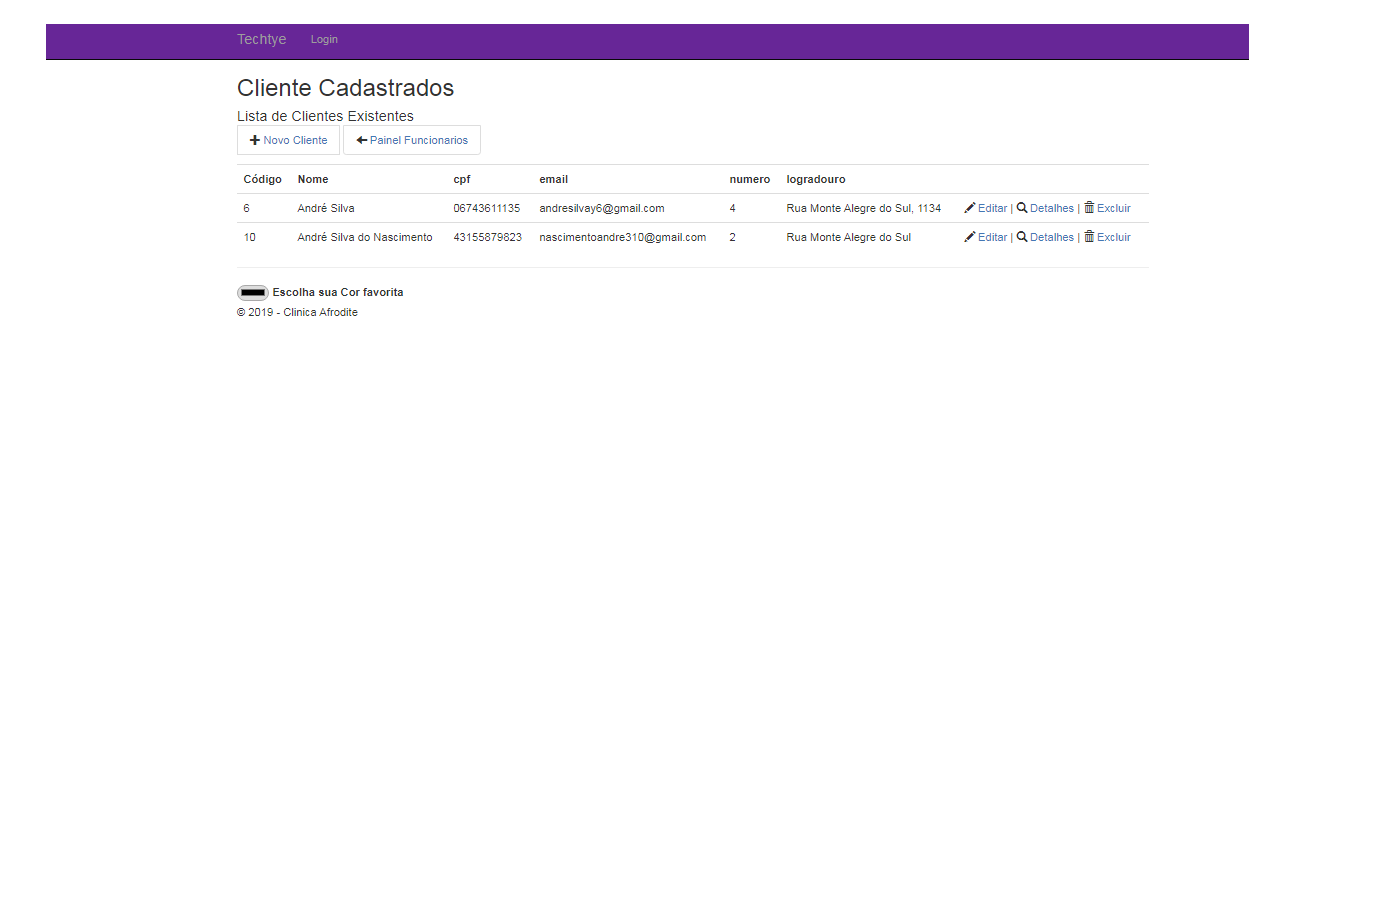 Techtye Login
Cliente Cadastrados
Lista de Clientes Existentes
Novo Cliente Painel Funcionarios
Código Nome cpf email numero logradouro
6 André Silva 06743611135 andresilvay6@gmail.com 4 Rua Monte Alegre do Sul, 1134 Editar | Detalhes | Excluir
10 André Silva do Nascimento 43155879823 nascimentoandre310@gmail.com 2 Rua Monte Alegre do Sul Editar | Detalhes | Excluir
Escolha sua Cor favorita
© 2019 - Clinica Afrodite